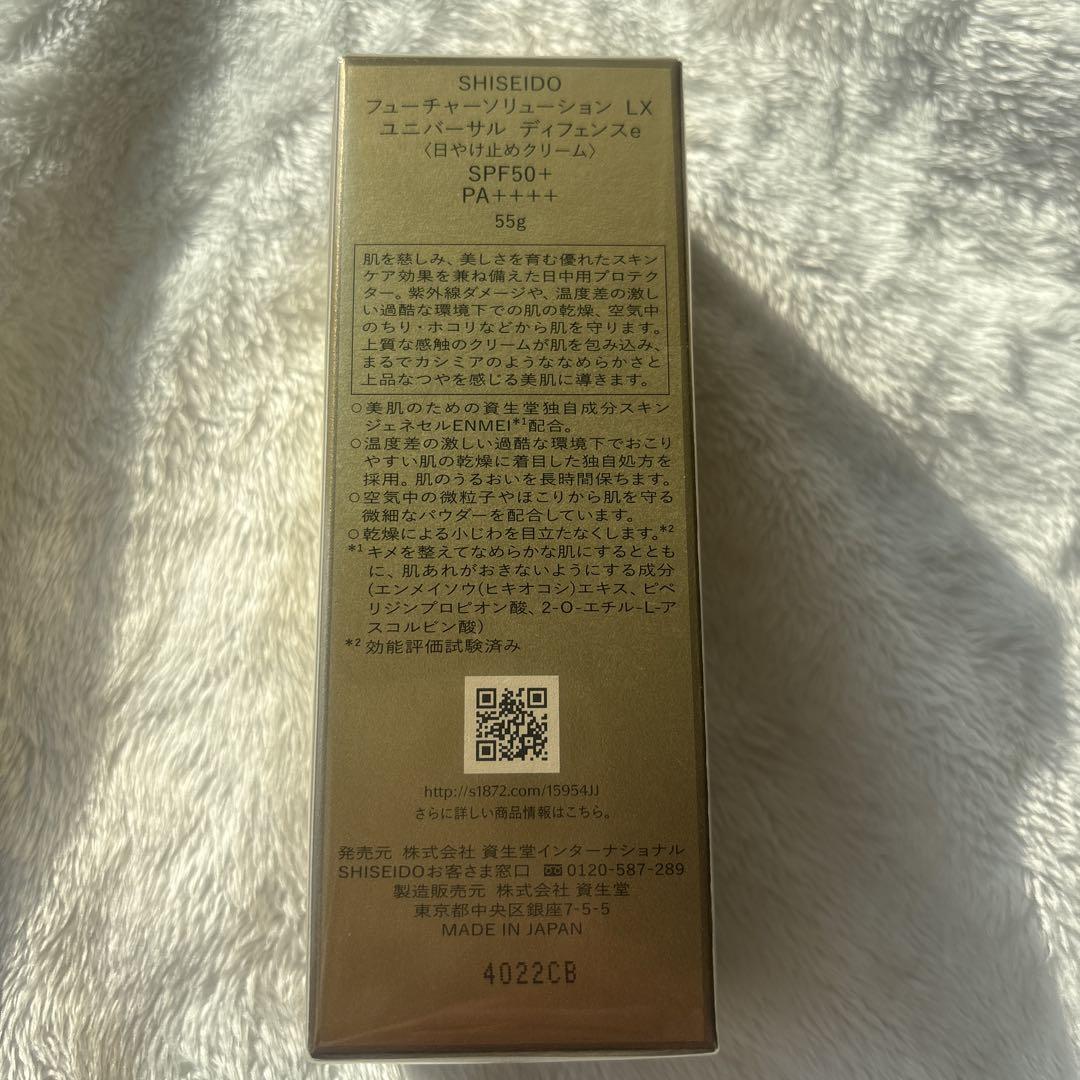 SHISEIDO
フューチャーソリューション LX
ユニバーサル ディフェンスe
〈日やけ止めクリーム〉
SPF50+
PA++++
55g
肌を慈しみ、美しさを育む優れたスキン
ケア効果を兼ね備えた日中用プロテク
ター。紫外線ダメージや、温度差の激し
い過酷な環境下での肌の乾燥、空気中
のちり・ホコリなどから肌を守ります。
上質な感触のクリームが肌を包み込み、
まるでカシミアのようななめらかさと
上品なつやを感じる美肌に導きます。
○美肌のための資生堂独自成分スキン
ジェネセルENMEI*1配合。
○温度差の激しい過酷な環境下でおこり
やすい肌の乾燥に着目した独自処方を
採用。肌のうるおいを長時間保ちます。
○空気中の微粒子やほこりから肌を守る
微細なパウダーを配合しています。
○乾燥による小じわを目立たなくします。*2
*1 キメを整えてなめらかな肌にするととも
に、肌あれがおきないようにする成分
(エンメイソウ(ヒキオコシ)エキス、ピペ
リジンプロピオン酸、2-O-エチル-L-ア
スコルビン酸)
*2 効能評価試験済み
http://s1872.com/15954JJ
さらに詳しい商品情報はこちら。
発売元 株式会社 資生堂インターナショナル
SHISEIDOお客さま窓口 0120-587-289
製造販売元 株式会社 資生堂
東京都中央区銀座7-5-5
MADE IN JAPAN
4022CB